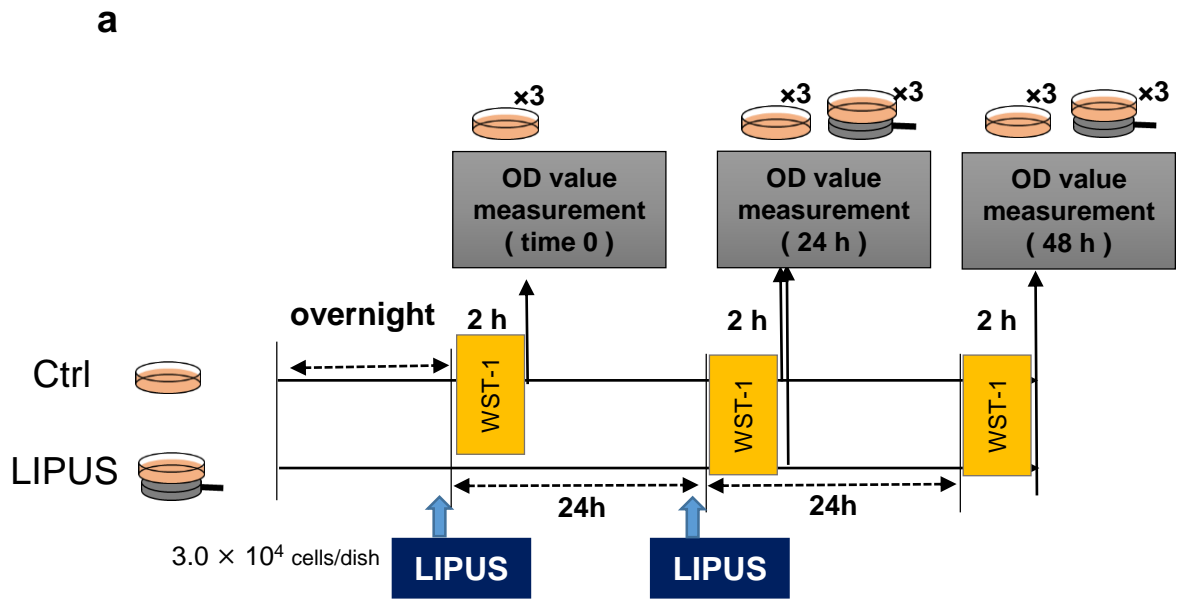 a
×3
×3
×3
×3
×3
OD value
measurement
( time 0 )
OD value
measurement
( 24 h )
OD value
measurement
( 48 h )
overnight
2 h
2 h
2 h
Ctrl
WST-1
WST-1
WST-1
LIPUS
24h
24h
3.0 × 10⁴ cells/dish
LIPUS
LIPUS